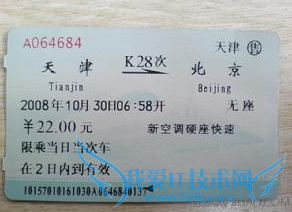 A064684
天津 售
天津 K28次 北京
Tianjin Beijing
2008年10月30日06:58开 无座
￥22.00元 新空调硬座快速
限乘当日当次车
在2日内到有效
我爱IT技术网
10157010161030A0646840137